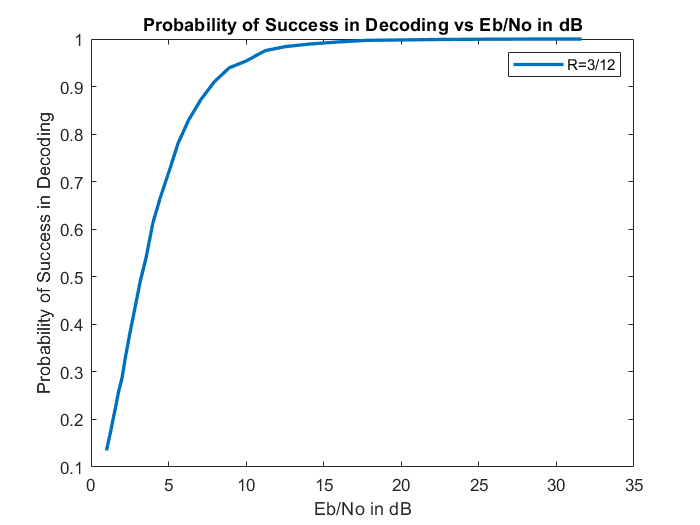 Probability of Success in Decoding vs Eb/No in dB
R=3/12
Probability of Success in Decoding
1
0.9
0.8
0.7
0.6
0.5
0.4
0.3
0.2
0.1
0 5 10 15 20 25 30 35
Eb/No in dB